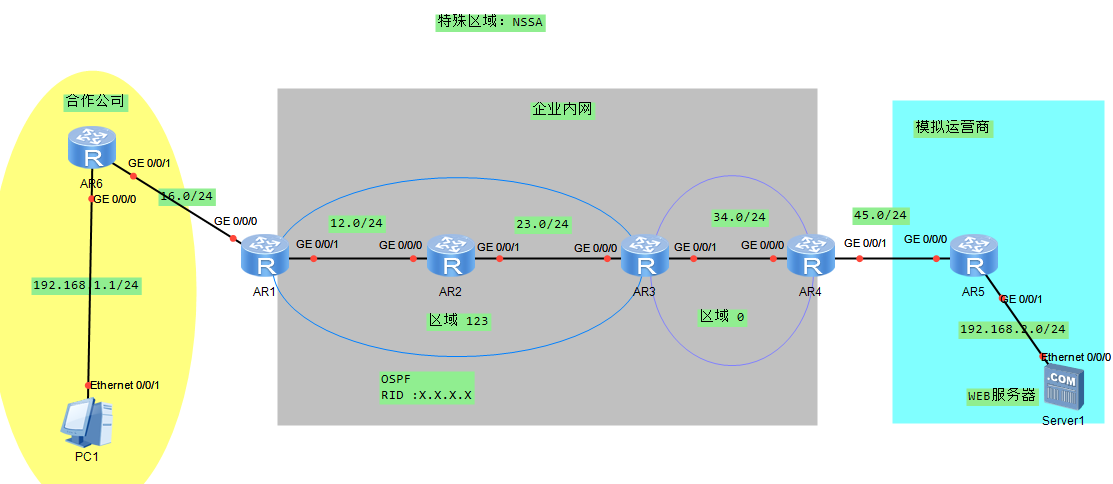 特殊区域: NSSA
合作公司
企业内网
模拟运营商
R
AR6
GE 0/0/1
GE 0/0/0
16.0/24
GE 0/0/0
R
AR1
GE 0/0/1
12.0/24
GE 0/0/0
R
AR2
GE 0/0/1
23.0/24
GE 0/0/0
R
AR3
GE 0/0/1
34.0/24
GE 0/0/0
R
AR4
GE 0/0/1
45.0/24
GE 0/0/0
R
AR5
GE 0/0/1
192.168.1.1/24
区域 123
区域 0
192.168.2.0/24
Ethernet 0/0/0
Ethernet 0/0/1
OSPF
RID :X.X.X.X
.COM
WEB服务器
Server1
PC1